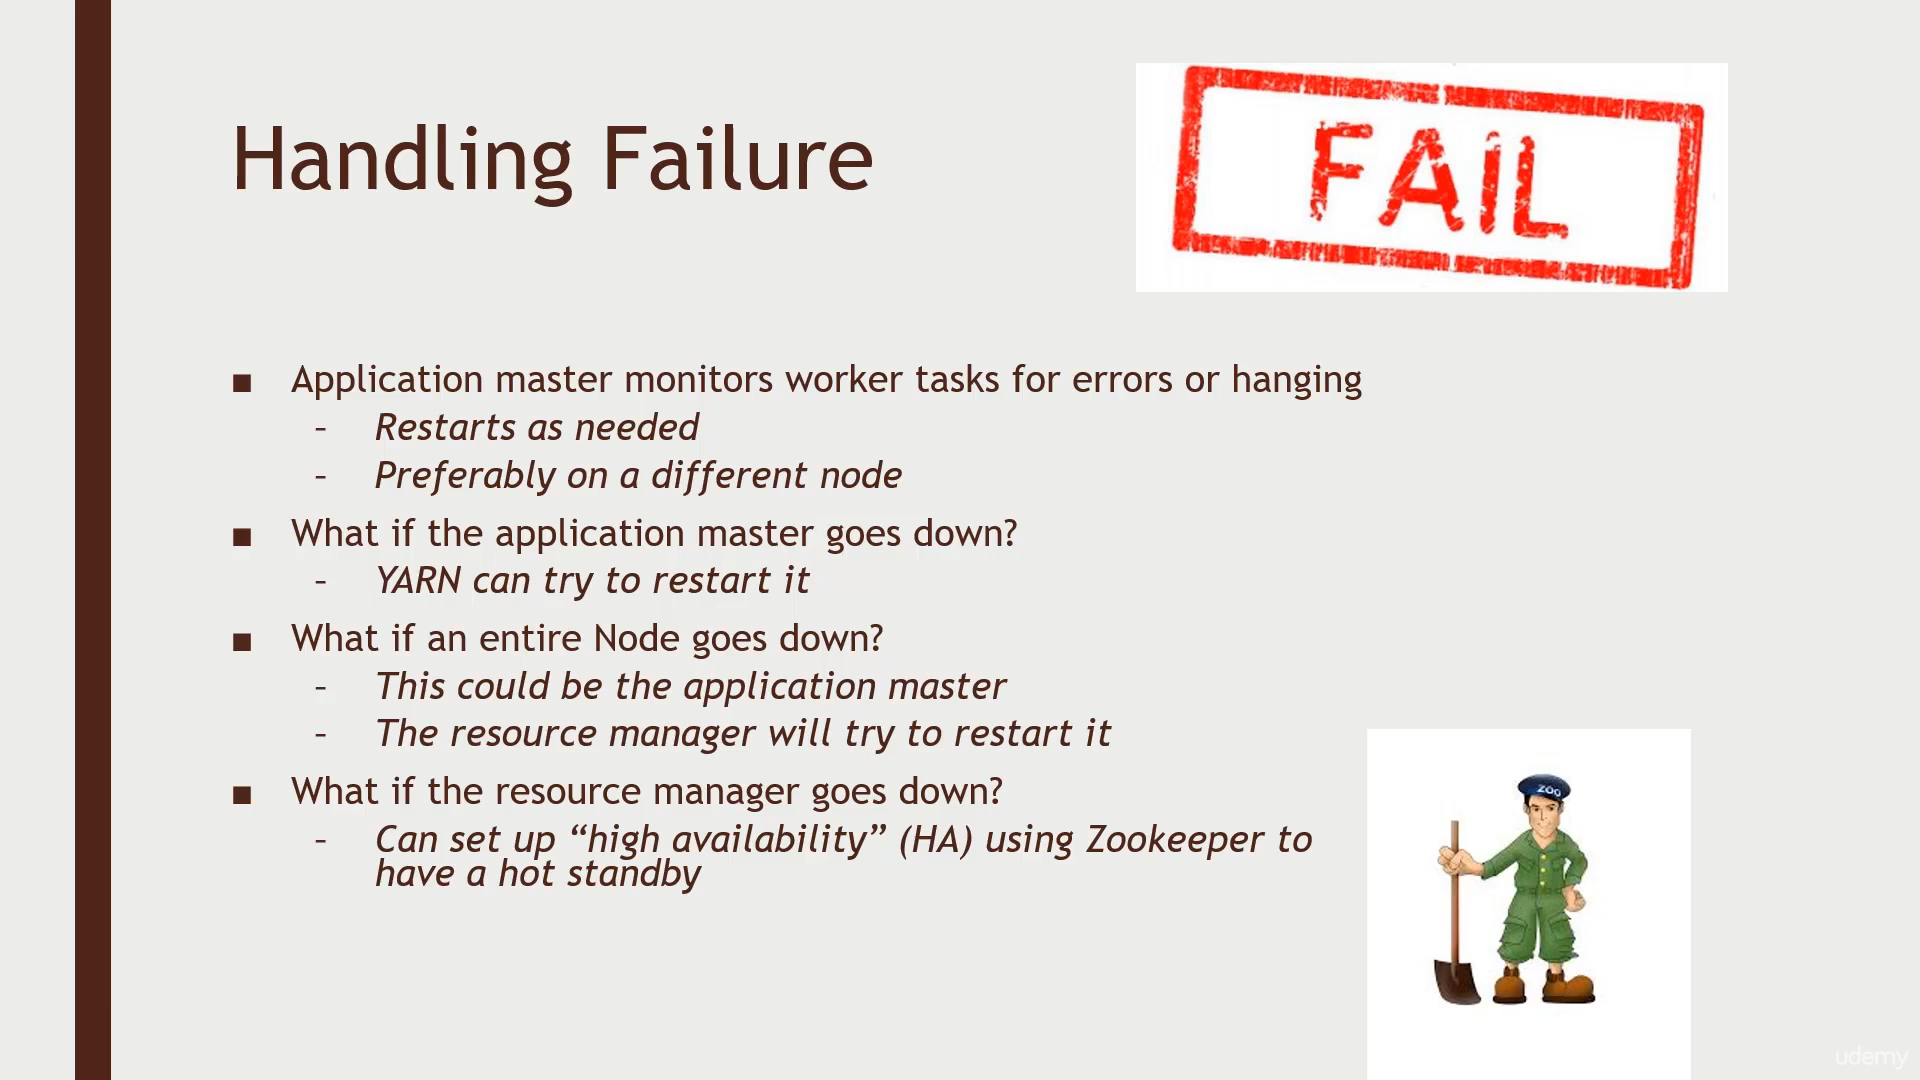 Handling Failure
FAIL
■ Application master monitors worker tasks for errors or hanging
– Restarts as needed
– Preferably on a different node
■ What if the application master goes down?
– YARN can try to restart it
■ What if an entire Node goes down?
– This could be the application master
– The resource manager will try to restart it
■ What if the resource manager goes down?
– Can set up “high availability” (HA) using Zookeeper to
have a hot standby
ZOO
udemy